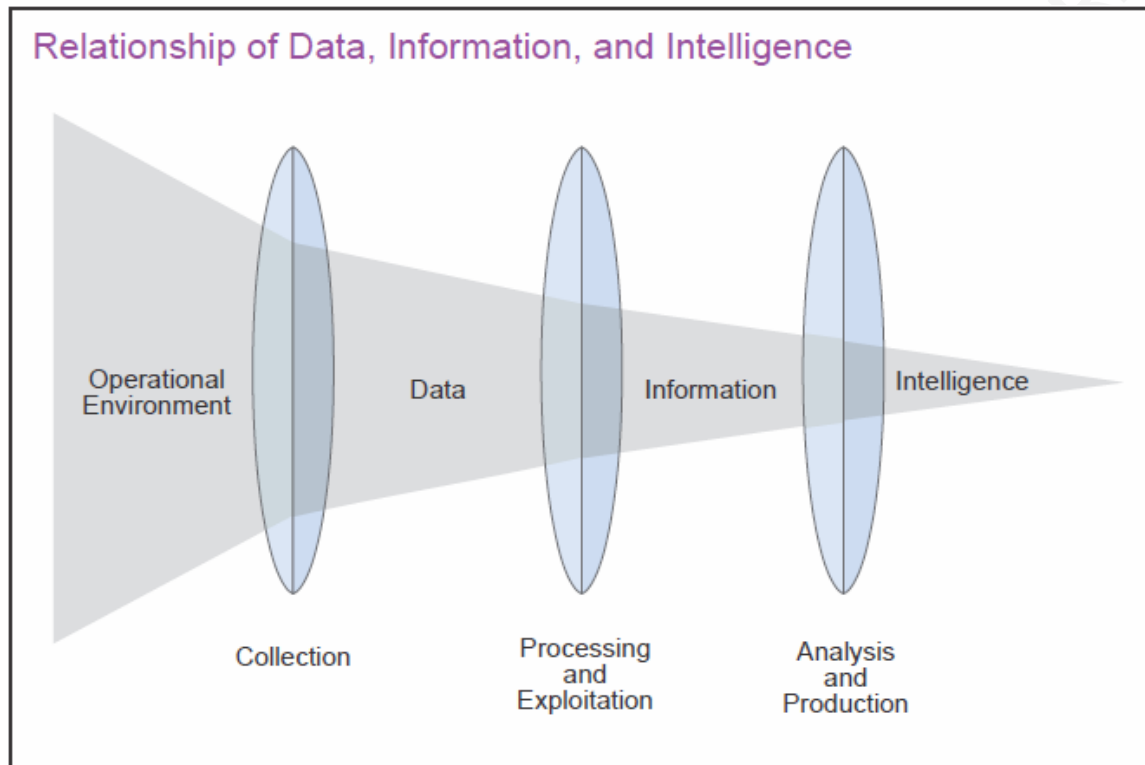 Relationship of Data, Information, and Intelligence
Operational
Environment
Data
Information
Intelligence
Collection
Processing
and
Exploitation
Analysis
and
Production